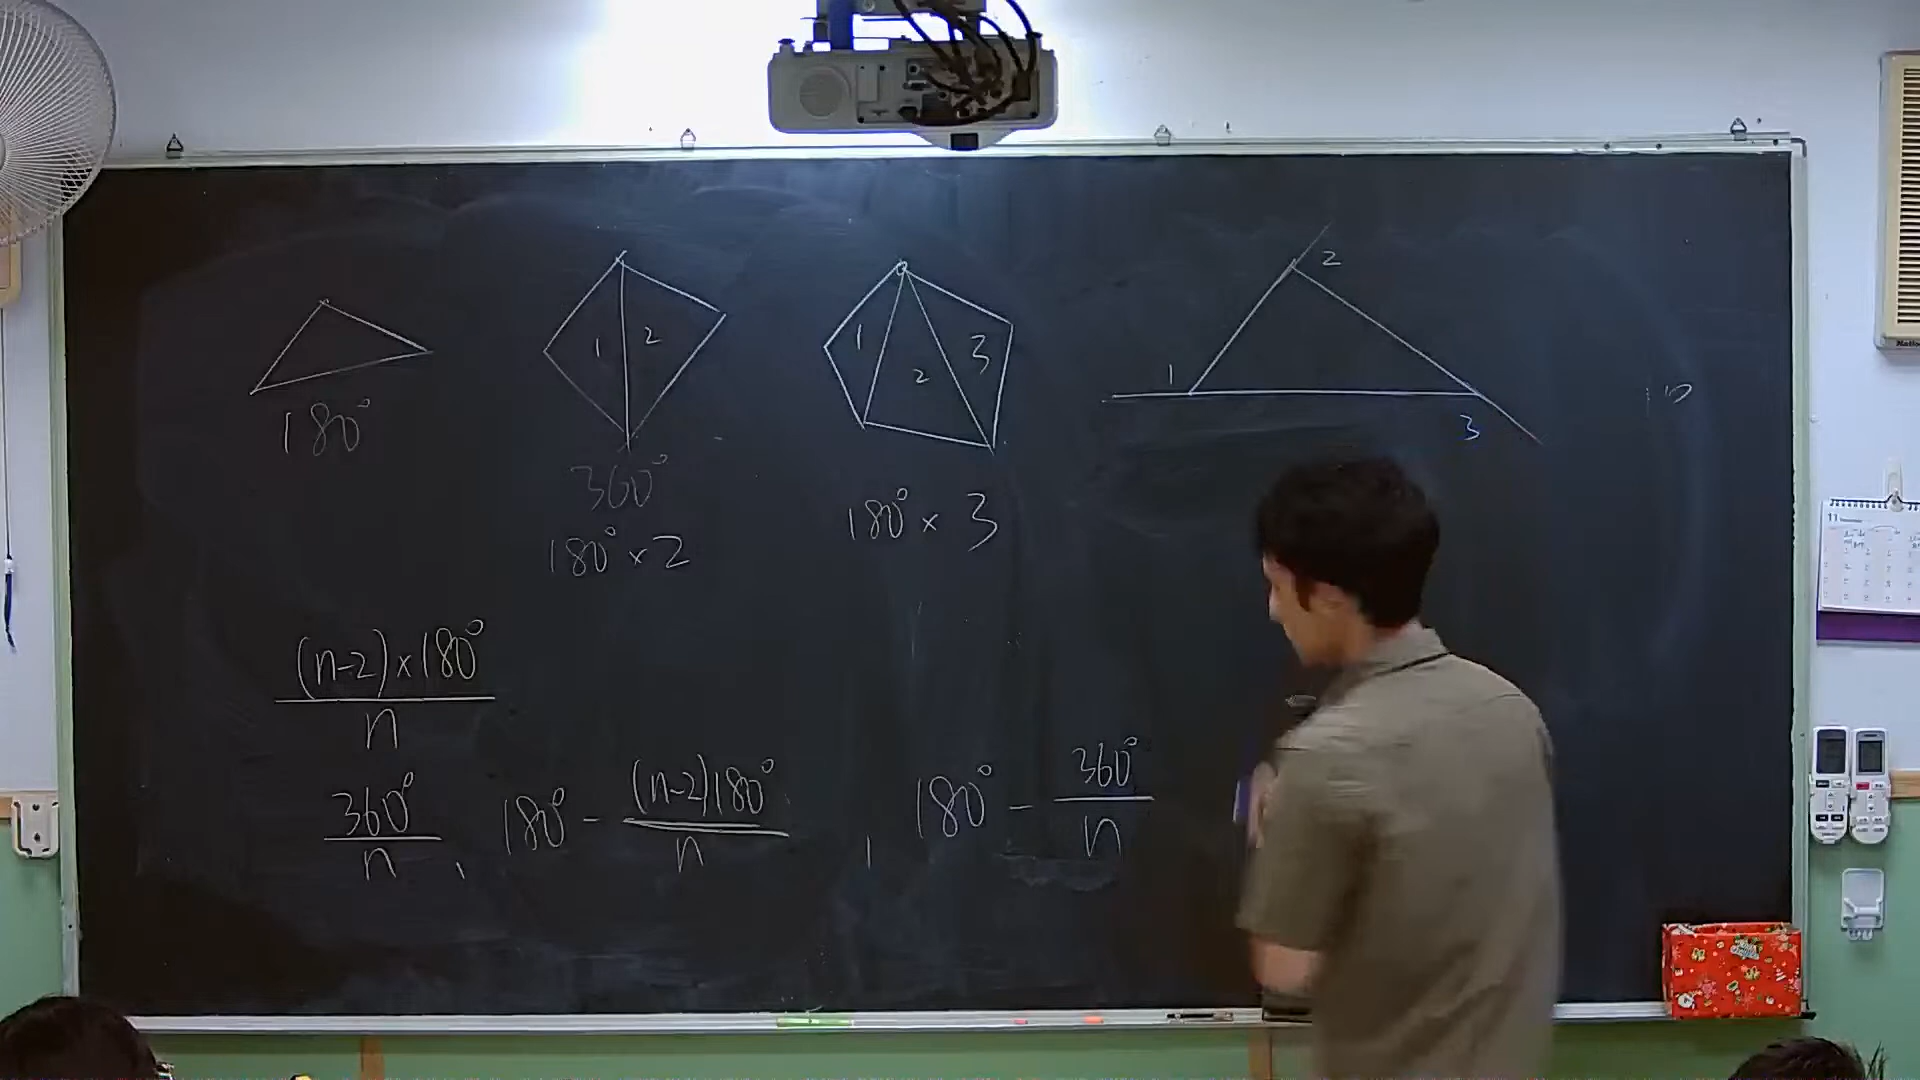 1 2
1 2 3
1 2 3
180°
360°
180° × 2
180° × 3
(n-2)×180°
n
360°
n , 180° - (n-2)180°
n , 180° - 360°
n
11